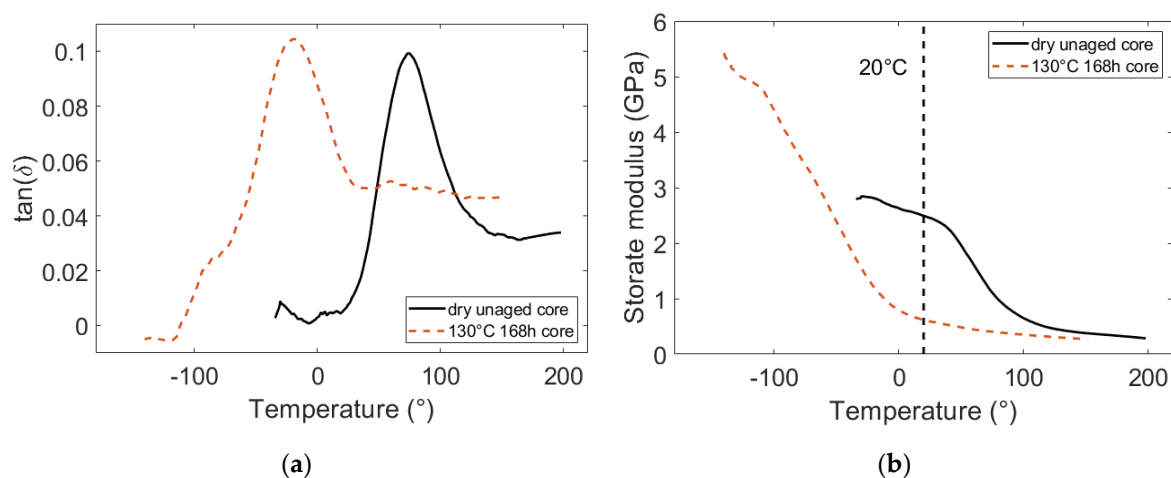 tan(δ)
0.1
0.08
0.06
0.04
0.02
0
-100
0
100
200
Temperature (°)
dry unaged core
130°C 168h core
(a)
Storate modulus (GPa)
6
5
4
3
2
1
0
-100
0
100
200
Temperature (°)
20°C
dry unaged core
130°C 168h core
(b)